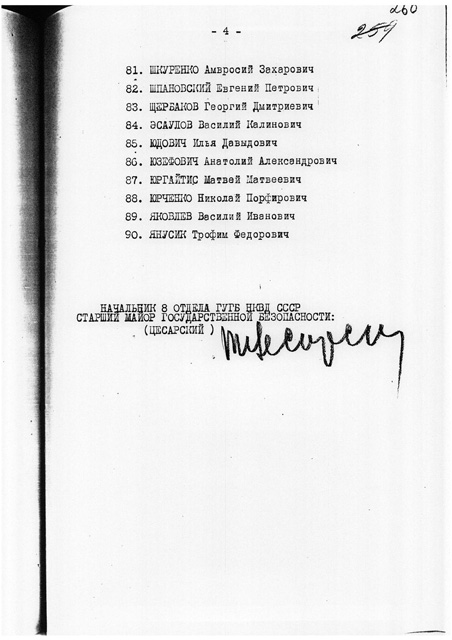 260
259
- 4 -
81. ШКУРЕНКО Амвросий Захарович
82. ШПАНОВСКИЙ Евгений Петрович
83. ЩЕРБАКОВ Георгий Дмитриевич
84. ЭСАУЛОВ Василий Калинович
85. ЮДОВИЧ Илья Давыдович
86. ЮЗЕФОВИЧ Анатолий Александрович
87. ЮРГАЙТИС Матвей Матвеевич
88. ЮРЧЕНКО Николай Порфирович
89. ЯКОВЛЕВ Василий Иванович
90. ЯНУСИК Трофим Федорович
НАЧАЛЬНИК 8 ОТДЕЛА ГУГБ НКВД СССР
СТАРШИЙ МАЙОР ГОСУДАРСТВЕННОЙ БЕЗОПАСНОСТИ:
(ЦЕСАРСКИЙ)